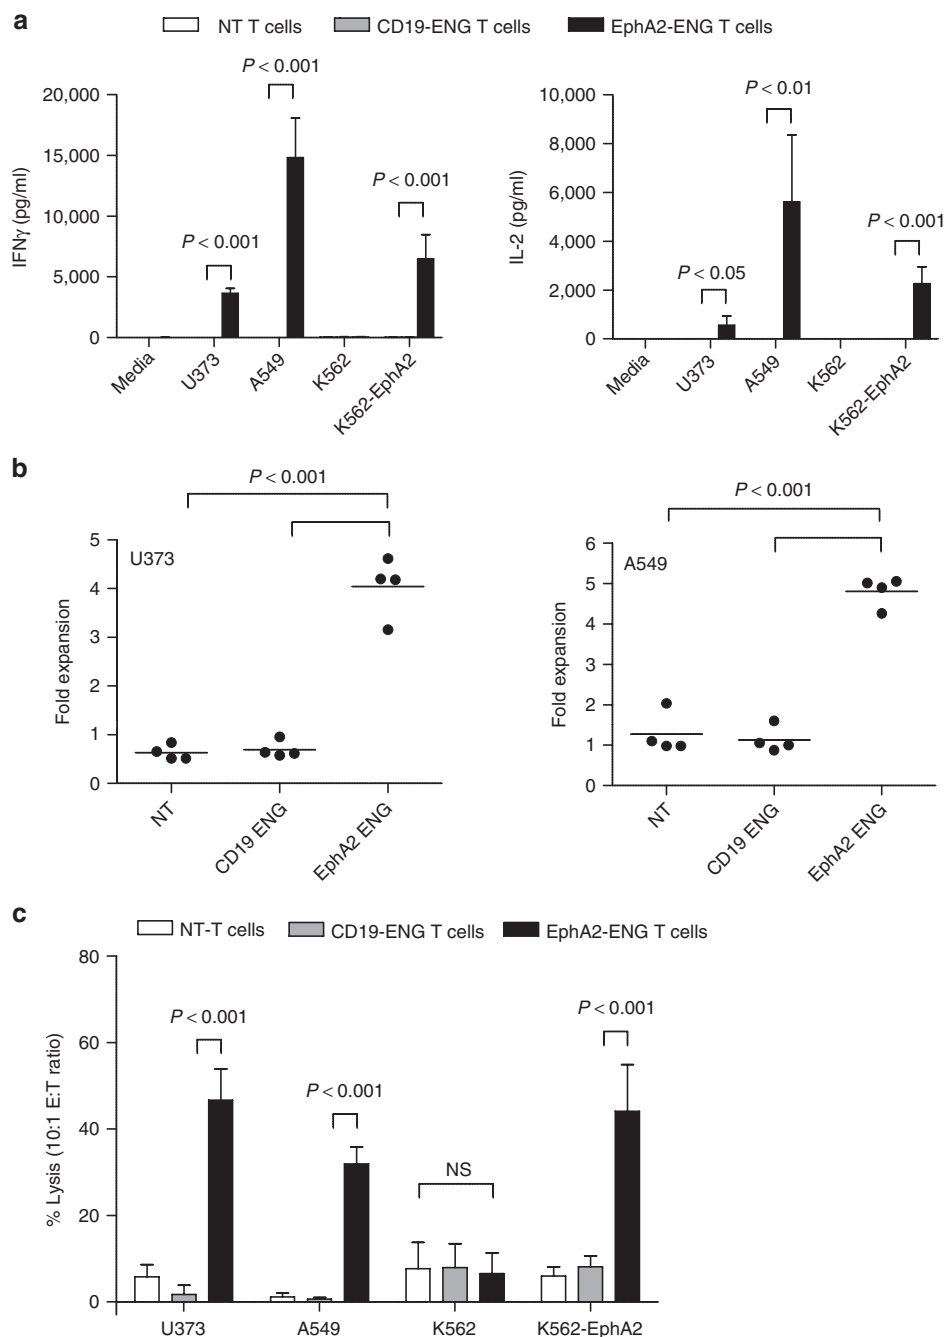 a
NT T cells CD19-ENG T cells EphA2-ENG T cells
IFNγ (pg/ml)
20,000
15,000
10,000
5,000
0
P < 0.001
P < 0.001
P < 0.001
Media U373 A549 K562 K562-EphA2
IL-2 (pg/ml)
10,000
8,000
6,000
4,000
2,000
0
P < 0.05
P < 0.01
P < 0.001
Media U373 A549 K562 K562-EphA2
b
P < 0.001
U373
Fold expansion
5
4
3
2
1
0
NT CD19 ENG EphA2 ENG
P < 0.001
A549
Fold expansion
6
5
4
3
2
1
0
NT CD19 ENG EphA2 ENG
c
NT-T cells CD19-ENG T cells EphA2-ENG T cells
% Lysis (10:1 E:T ratio)
80
60
40
20
0
P < 0.001
P < 0.001
NS
P < 0.001
U373 A549 K562 K562-EphA2